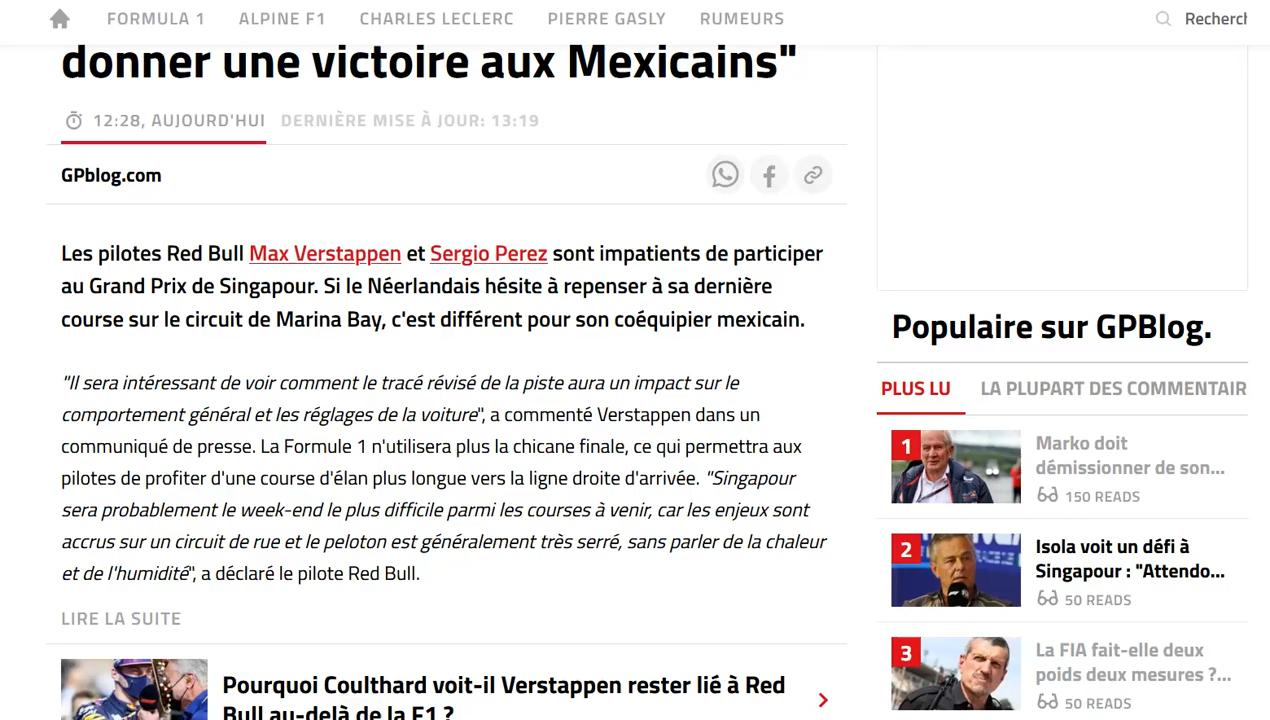 FORMULA 1 ALPINE F1 CHARLES LECLERC PIERRE GASLY RUMEURS
donner une victoire aux Mexicains"
12:28, AUJOURD'HUI DERNIÈRE MISE À JOUR: 13:19
GPblog.com
Les pilotes Red Bull Max Verstappen et Sergio Perez sont impatients de participer
au Grand Prix de Singapour. Si le Néerlandais hésite à repenser à sa dernière
course sur le circuit de Marina Bay, c'est différent pour son coéquipier mexicain.
"Il sera intéressant de voir comment le tracé révisé de la piste aura un impact sur le
comportement général et les réglages de la voiture", a commenté Verstappen dans un
communiqué de presse. La Formule 1 n'utilisera plus la chicane finale, ce qui permettra aux
pilotes de profiter d'une course d'élan plus longue vers la ligne droite d'arrivée. "Singapour
sera probablement le week-end le plus difficile parmi les courses à venir, car les enjeux sont
accrus sur un circuit de rue et le peloton est généralement très serré, sans parler de la chaleur
et de l'humidité", a déclaré le pilote Red Bull.
LIRE LA SUITE
Pourquoi Coulthard voit-il Verstappen rester lié à Red
Bull au-delà de la F1 ?
Populaire sur GPBlog.
PLUS LU LA PLUPART DES COMMENTAIR
1
Marko doit
démissionner de son...
150 READS
2
Isola voit un défi à
Singapour : "Attendo...
50 READS
3
La FIA fait-elle deux
poids deux mesures ?...
50 READS